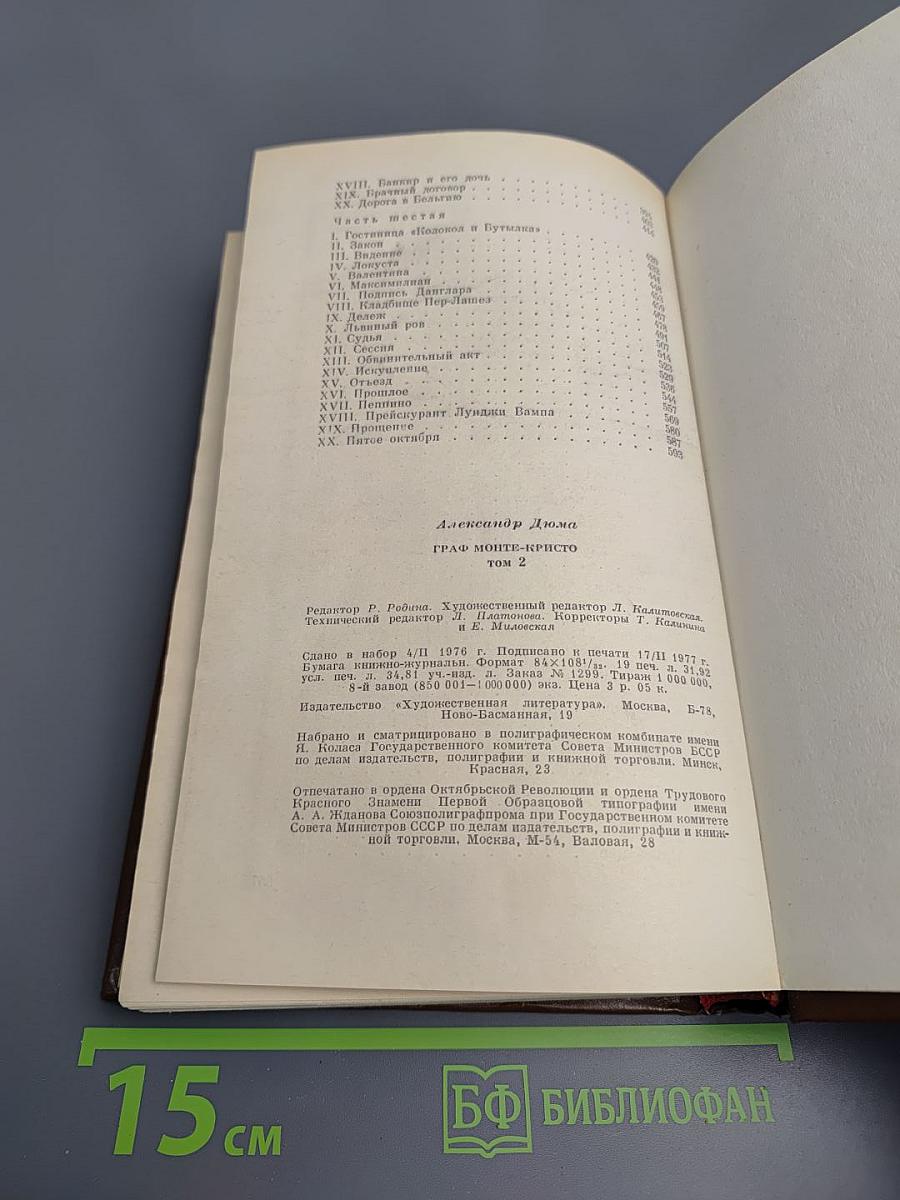 XVIII. Банкир и его дочь
XIX. Брачный договор
XX. Дорога в Бельгию 414
Часть шестая
I. Гостиница «Колокол и Бутылка»
II. Закон
III. Видение
IV. Локуста
V. Валентина
VI. Максимилиан
VII. Подпись Данглара
VIII. Кладбище Пер-Лашез
IX. Дележ
X. Львиный ров
XI. Судья
XII. Сессия
XIII. Обвинительный акт
XIV. Искупление
XV. Отъезд
XVI. Прошлое
XVII. Пеппино
XVIII. Прейскурант Луиджи Вампа
XIX. Прощение
XX. Пятое октября 593
Александр Дюма
ГРАФ МОНТЕ-КРИСТО
том 2
Редактор Р. Родина. Художественный редактор Л. Калитовская.
Технический редактор Л. Платонова. Корректоры Т. Калинина
и Е. Миловская
Сдано в набор 4/II 1976 г. Подписано к печати 17/II 1977 г.
Бумага книжно-журнальн. Формат 84×108¹/₃₂. 19 печ. л. 31,92
усл. печ. л. 34,81 уч.-изд. л. Заказ № 1299. Тираж 1 000 000,
8-й завод (850 001—1 000 000) экз. Цена 3 р. 05 к.
Издательство «Художественная литература». Москва, Б-78,
Ново-Басманная, 19
Набрано и сматрицировано в полиграфическом комбинате имени
Я. Коласа Государственного комитета Совета Министров БССР
по делам издательств, полиграфии и книжной торговли. Минск,
Красная, 23
Отпечатано в ордена Октябрьской Революции и ордена Трудового
Красного Знамени Первой Образцовой типографии имени
А. А. Жданова Союзполиграфпрома при Государственном комитете
Совета Министров СССР по делам издательств, полиграфии и книж-
ной торговли. Москва, М-54, Валовая, 28
15 см
БФ БИБЛИОФАН